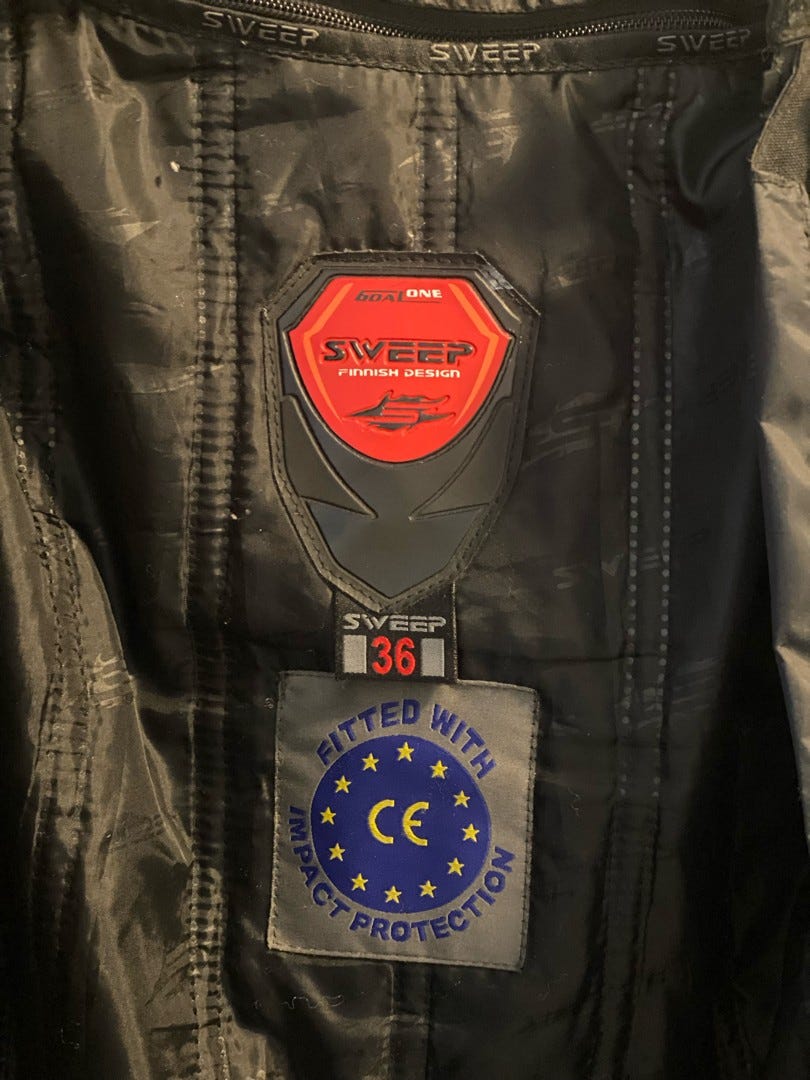 SWEEP SWEEP SWEEP
GOAL ONE
SWEEP
FINNISH DESIGN
SWEEP
36
FITTED WITH
CE
IMPACT PROTECTION